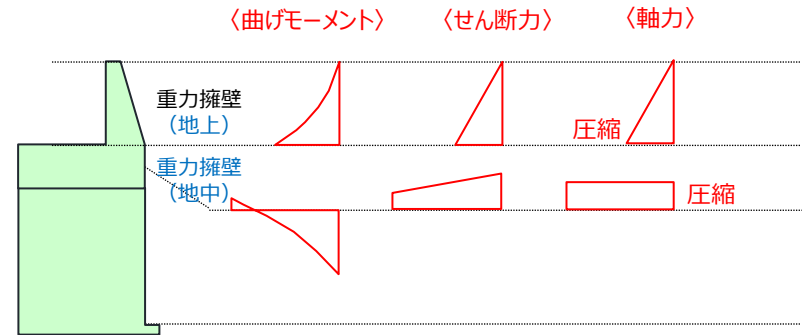 〈曲げモーメント〉 〈せん断力〉 〈軸力〉
重力擁壁
（地上）
圧縮
重力擁壁
（地中）
圧縮